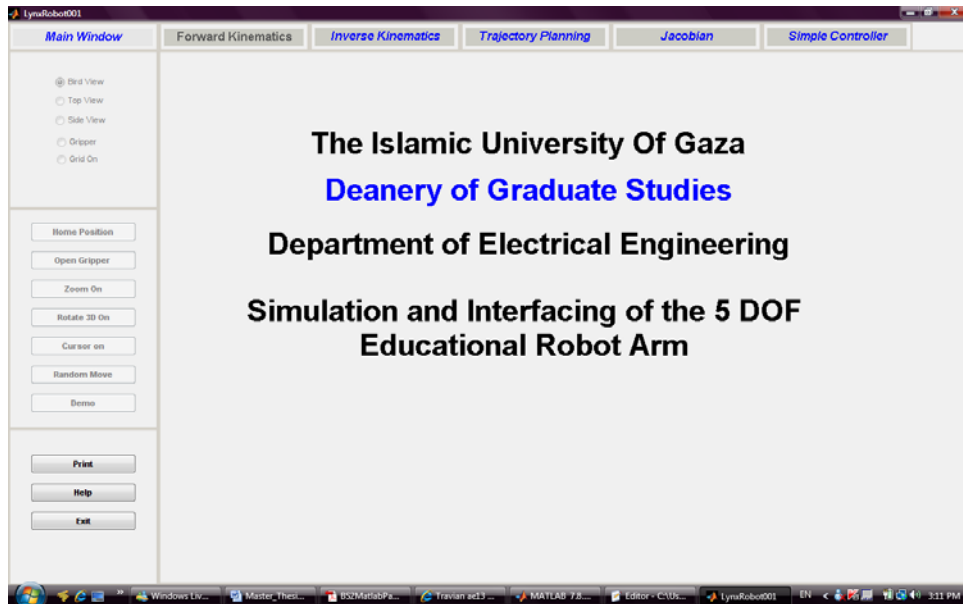 LynxRobot001
Main Window
Forward Kinematics
Inverse Kinematics
Trajectory Planning
Jacobian
Simple Controller
Bird View
Top View
Side View
Gripper
Grid On
Home Position
Open Gripper
Zoom On
Rotate 3D On
Cursor on
Random Move
Demo
Print
Help
Exit
The Islamic University Of Gaza
Deanery of Graduate Studies
Department of Electrical Engineering
Simulation and Interfacing of the 5 DOF
Educational Robot Arm
Windows Liv...
Master_Thesi...
BS2MatlabPa...
Travian ae13 ...
MATLAB 7.8....
Editor - C:\Us...
LynxRobot001
EN
3:11 PM